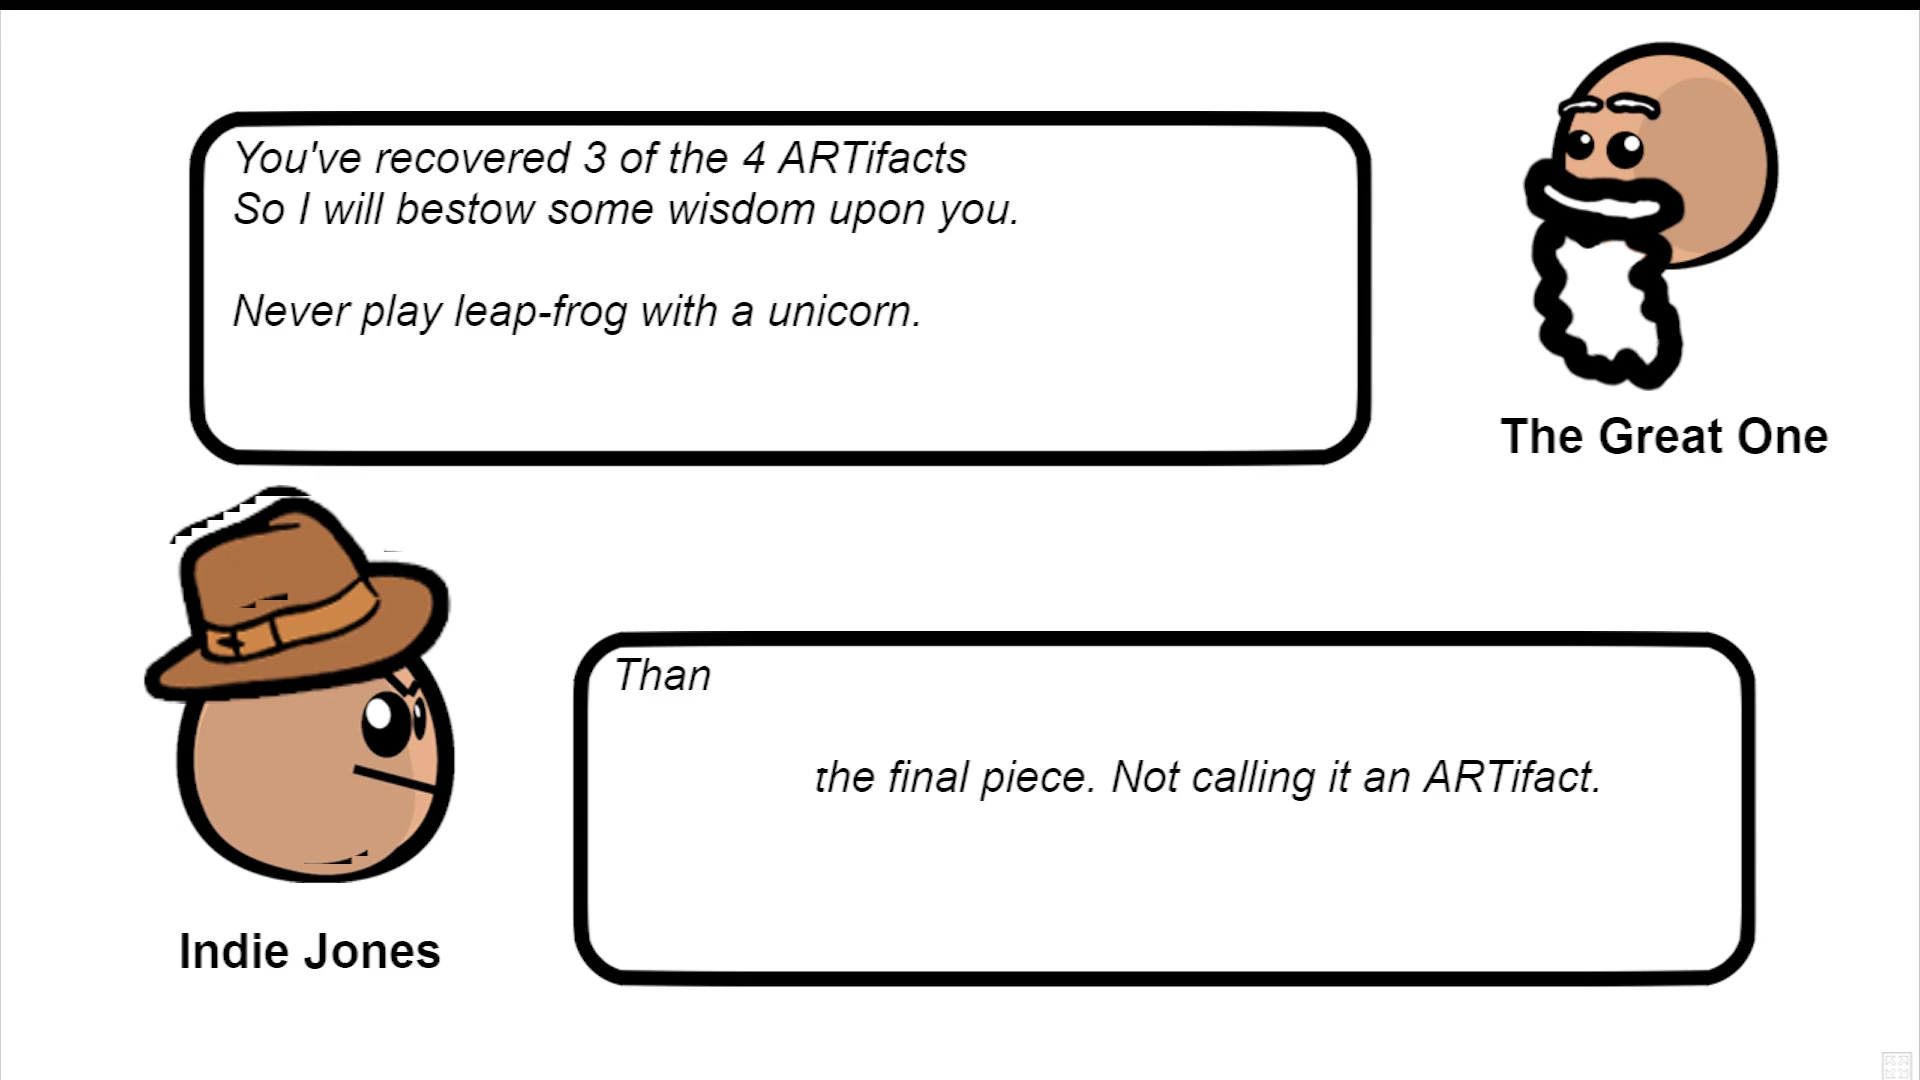 You've recovered 3 of the 4 ARTifacts
So I will bestow some wisdom upon you.
Never play leap-frog with a unicorn.
The Great One
Than
the final piece. Not calling it an ARTifact.
Indie Jones